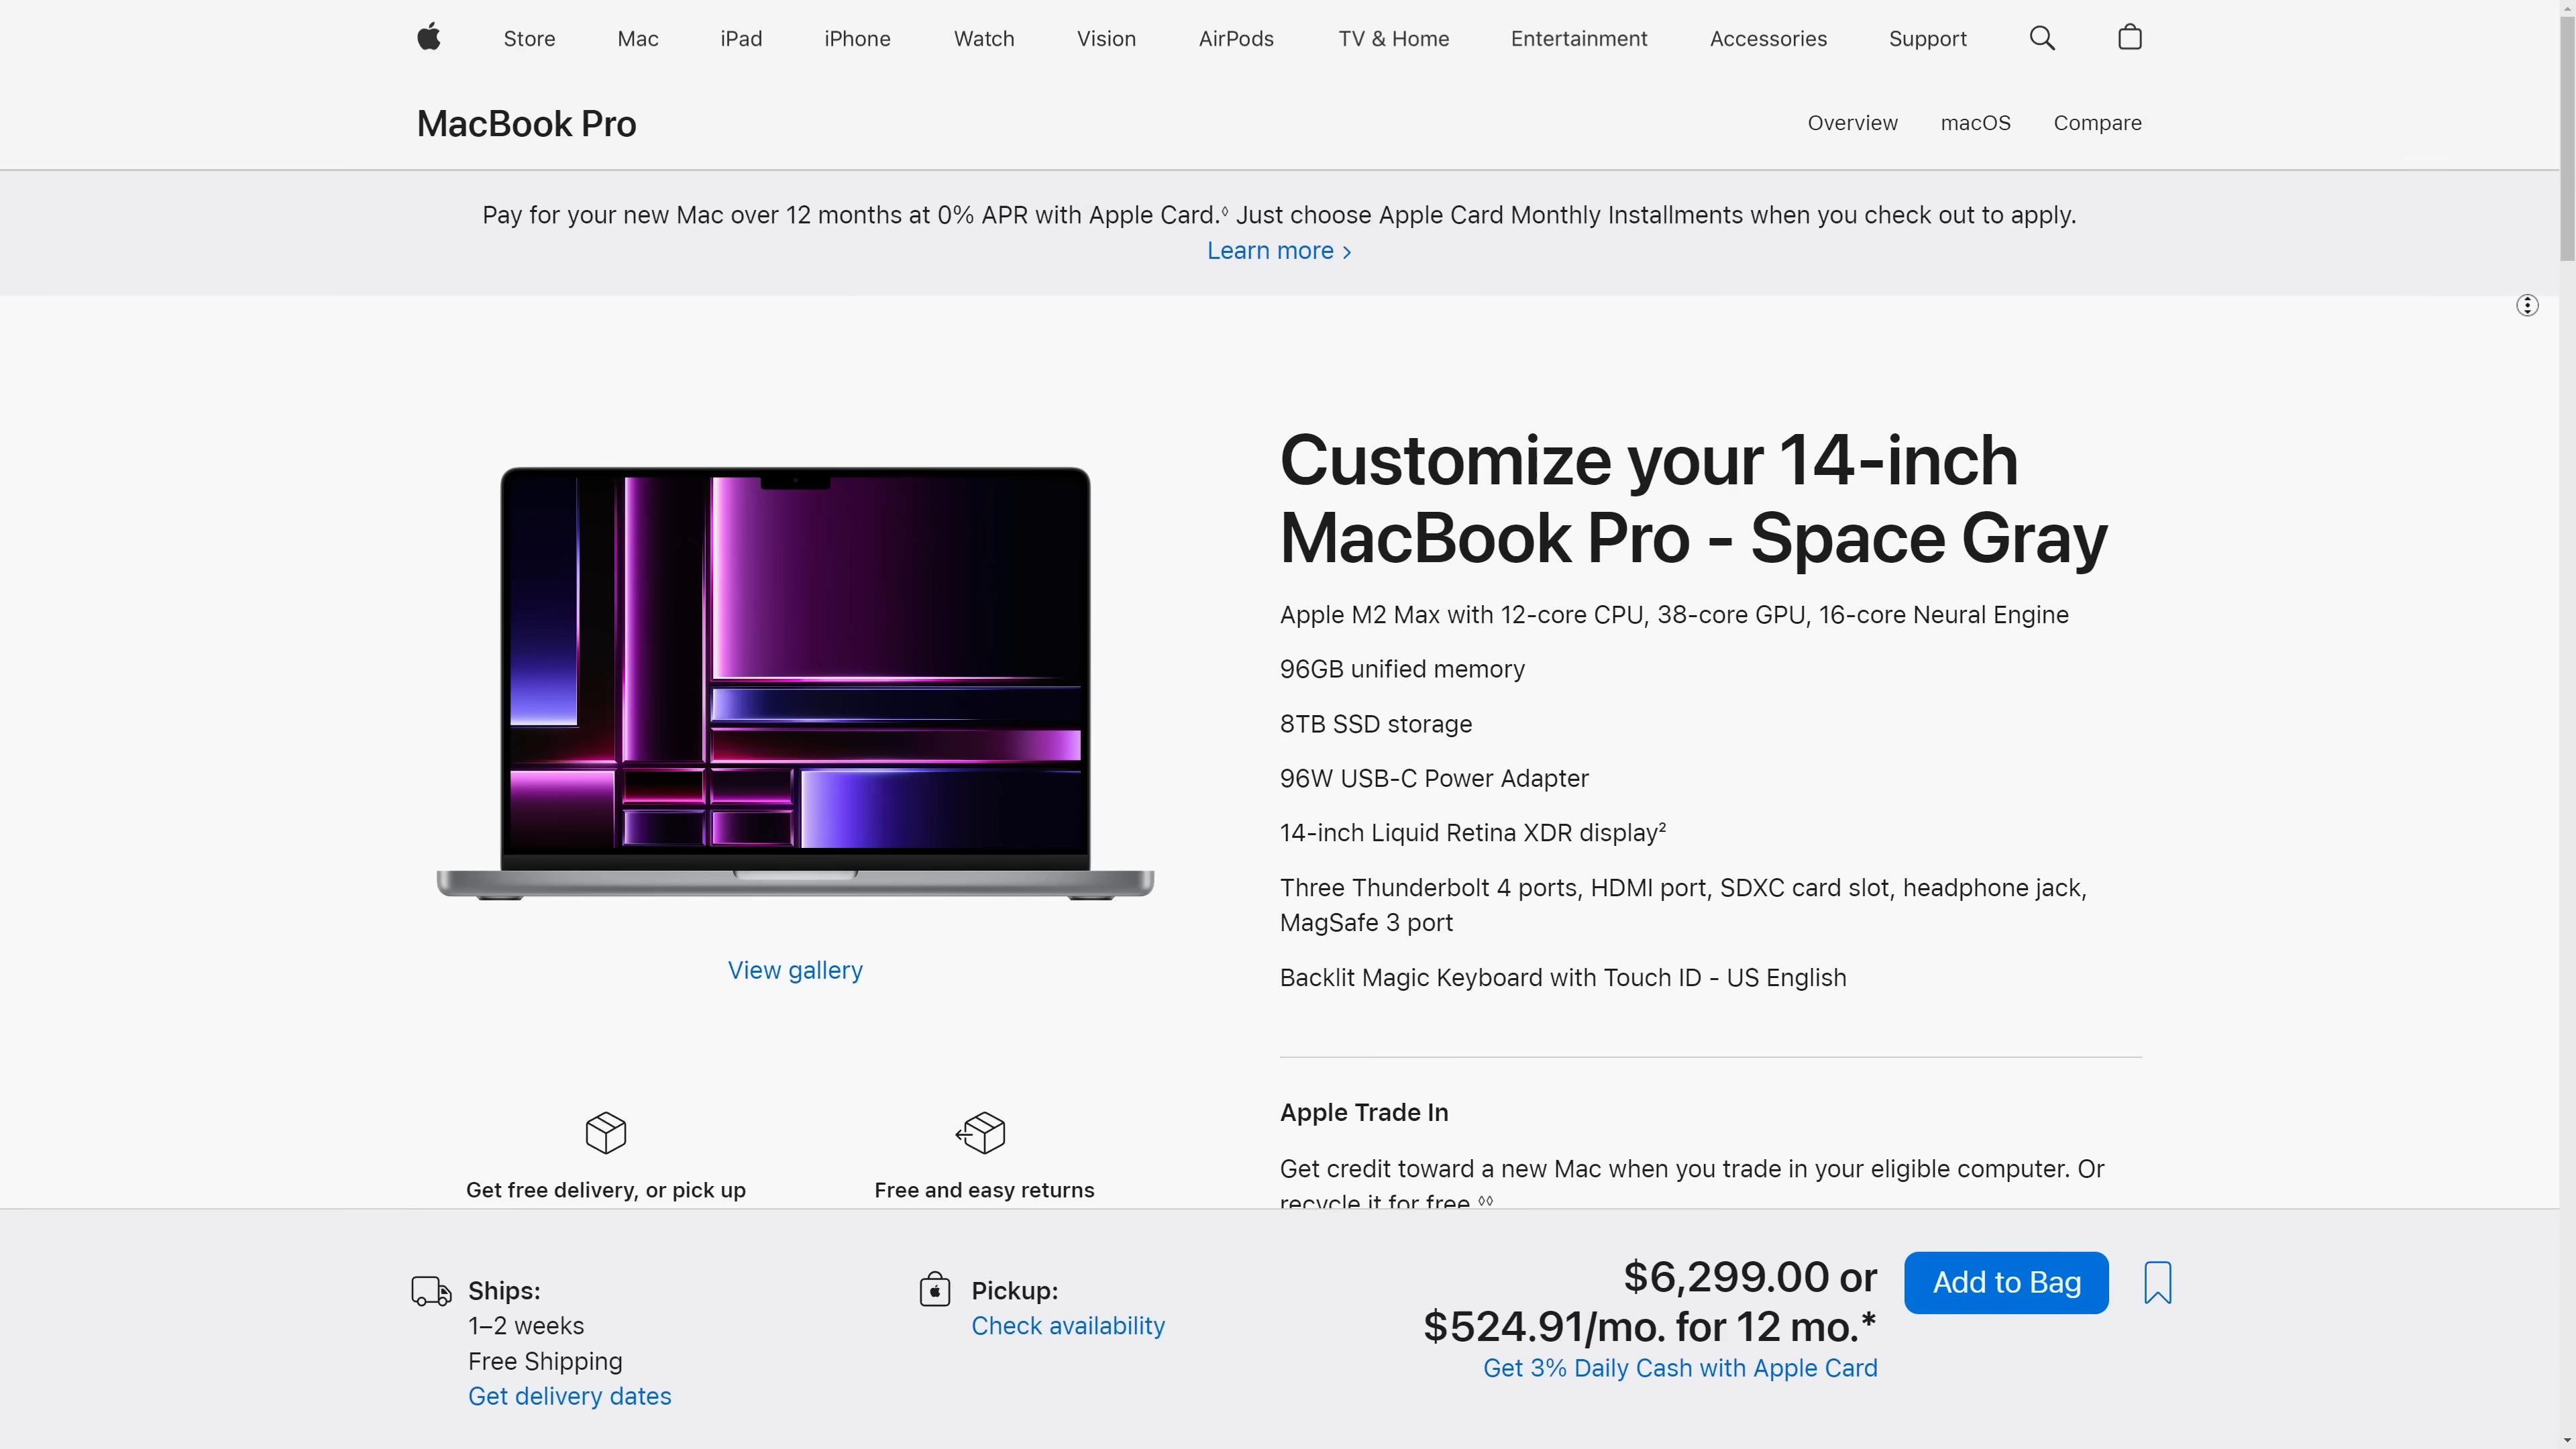 Store Mac iPad iPhone Watch Vision AirPods TV & Home Entertainment Accessories Support
MacBook Pro
Overview macOS Compare
Pay for your new Mac over 12 months at 0% APR with Apple Card.◊ Just choose Apple Card Monthly Installments when you check out to apply.
Learn more >
Customize your 14-inch
MacBook Pro - Space Gray
Apple M2 Max with 12-core CPU, 38-core GPU, 16-core Neural Engine
96GB unified memory
8TB SSD storage
96W USB-C Power Adapter
14-inch Liquid Retina XDR display²
Three Thunderbolt 4 ports, HDMI port, SDXC card slot, headphone jack,
MagSafe 3 port
Backlit Magic Keyboard with Touch ID - US English
View gallery
Get free delivery, or pick up
Free and easy returns
Apple Trade In
Get credit toward a new Mac when you trade in your eligible computer. Or
recycle it for free.◊◊
Ships:
1–2 weeks
Free Shipping
Get delivery dates
Pickup:
Check availability
$6,299.00 or
$524.91/mo. for 12 mo.*
Get 3% Daily Cash with Apple Card
Add to Bag